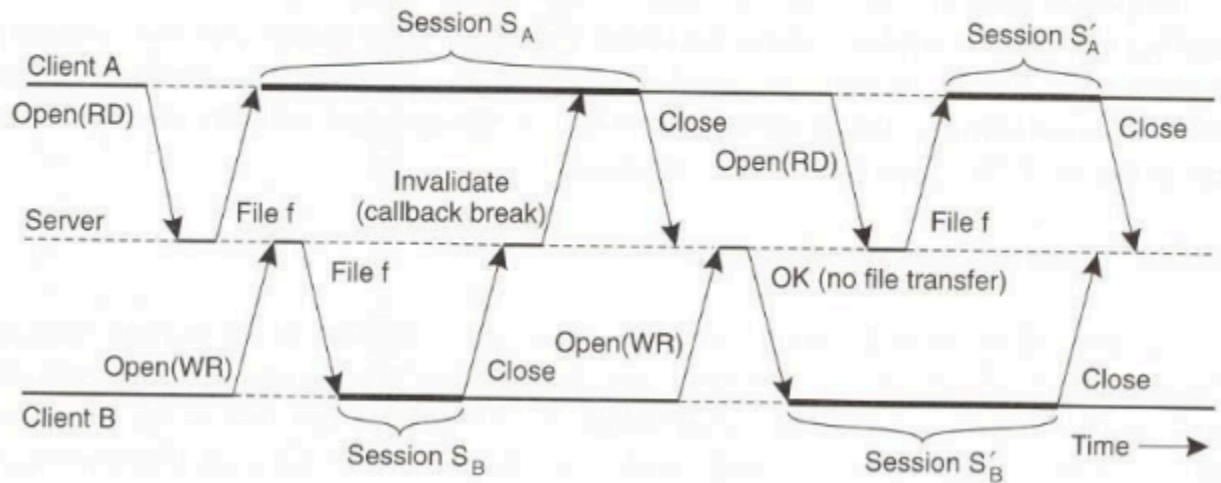 Session S_A
Session S′_A
Client A
Open(RD)
Close
Close
Open(RD)
Invalidate
(callback break)
Server
File f
File f
File f
OK (no file transfer)
Open(WR)
Open(WR)
Close
Close
Client B
Time
Session S_B
Session S′_B